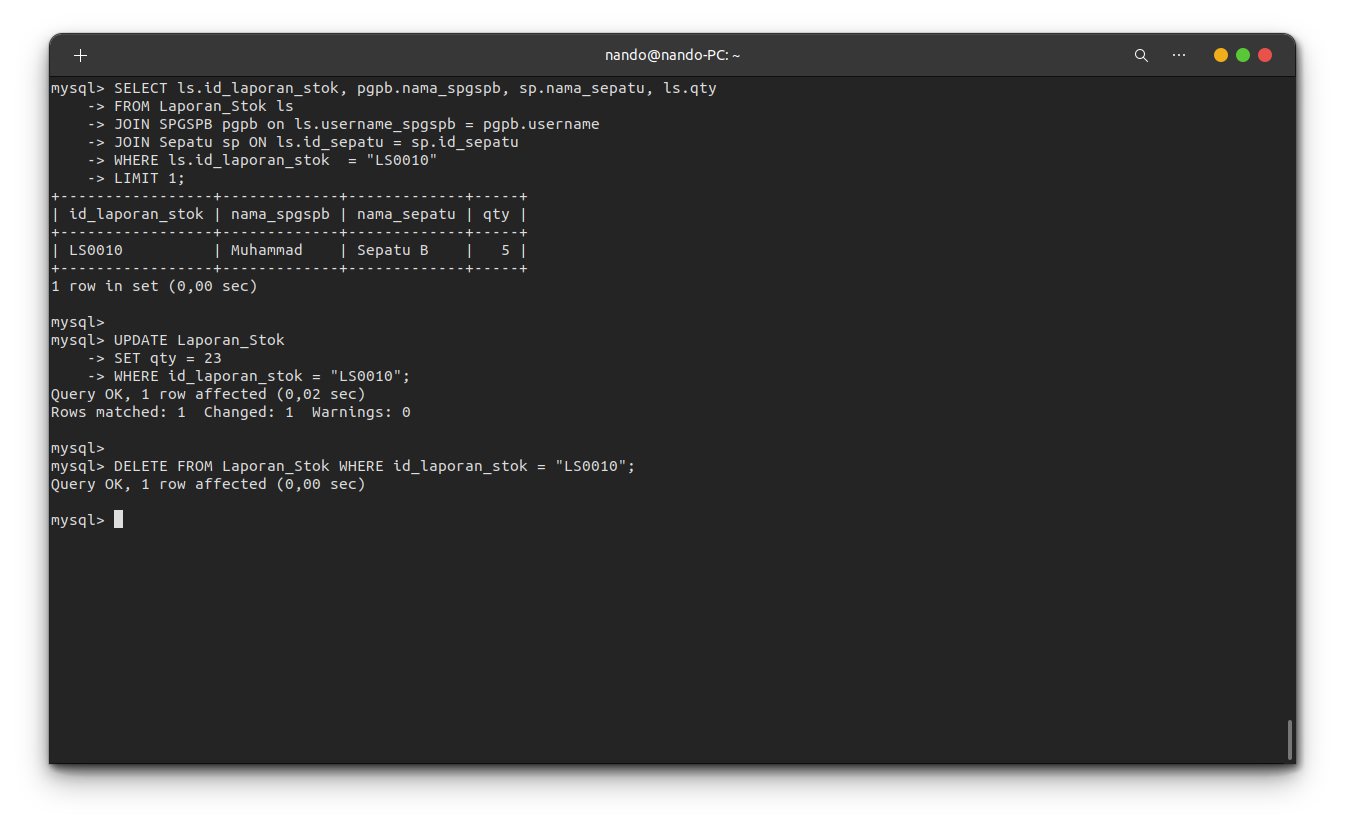 nando@nando-PC: ~
mysql> SELECT ls.id_laporan_stok, pgpb.nama_spgspb, sp.nama_sepatu, ls.qty
    -> FROM Laporan_Stok ls
    -> JOIN SPGSPB pgpb on ls.username_spgspb = pgpb.username
    -> JOIN Sepatu sp ON ls.id_sepatu = sp.id_sepatu
    -> WHERE ls.id_laporan_stok  = "LS0010"
    -> LIMIT 1;
+-----------------+-------------+-------------+-----+
| id_laporan_stok | nama_spgspb | nama_sepatu | qty |
+-----------------+-------------+-------------+-----+
| LS0010          | Muhammad    | Sepatu B    |   5 |
+-----------------+-------------+-------------+-----+
1 row in set (0,00 sec)

mysql>
mysql> UPDATE Laporan_Stok
    -> SET qty = 23
    -> WHERE id_laporan_stok = "LS0010";
Query OK, 1 row affected (0,02 sec)
Rows matched: 1  Changed: 1  Warnings: 0

mysql>
mysql> DELETE FROM Laporan_Stok WHERE id_laporan_stok = "LS0010";
Query OK, 1 row affected (0,00 sec)

mysql>